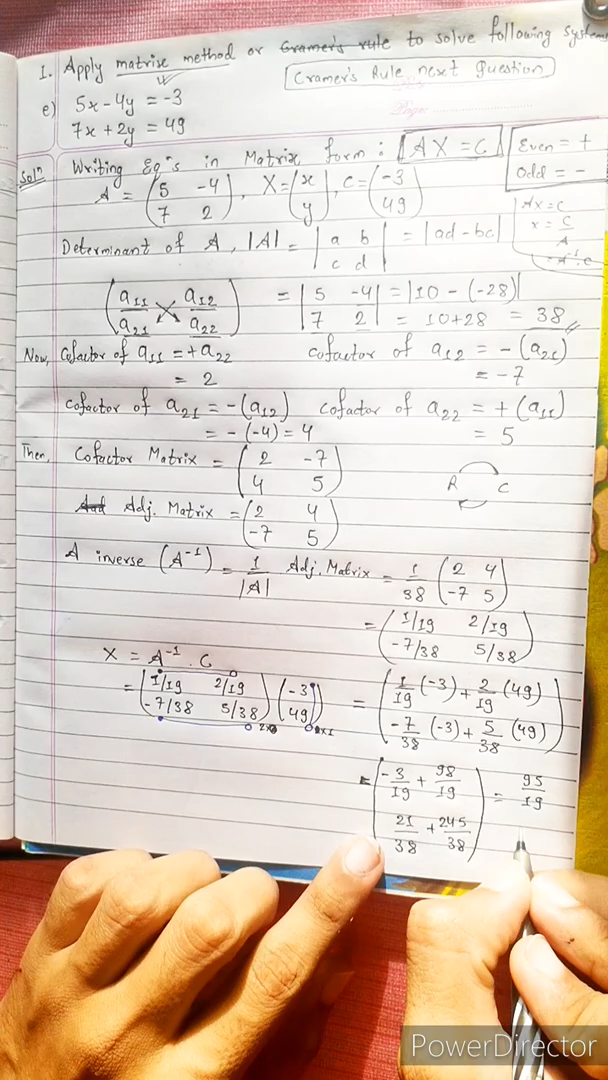 1. Apply matrix method or Cramer's rule to solve following system
Cramer's Rule next Question
e) 5x - 4y = -3
7x + 2y = 49
Soln Writing Eqns in Matrix form: AX = C
Even = +
Odd = -
A = (5 -4 / 7 2), X = (x / y), C = (-3 / 49)
AX = C
x = C/A
= A⁻¹.C
Determinant of A, |A| = |a b / c d| = |ad - bc|
(a11 a12 / a21 a22) = |5 -4 / 7 2| = |10 - (-28)|
= 10+28 = 38
Now, Cofactor of a11 = +a22 cofactor of a12 = -(a21)
= 2 = -7
cofactor of a21 = -(a12) cofactor of a22 = +(a11)
= -(-4) = 4 = 5
Then, Cofactor Matrix = (2 -7 / 4 5)
R C
Adj. Matrix = (2 4 / -7 5)
A inverse (A⁻¹) = 1/|A| Adj. Matrix = 1/38 (2 4 / -7 5)
= (1/19 2/19 / -7/38 5/38)
X = A⁻¹ . C
= (1/19 2/19 / -7/38 5/38) (-3 / 49) = (1/19 (-3) + 2/19 (49) / -7/38 (-3) + 5/38 (49))
= (-3/19 + 98/19 / 21/38 + 245/38) = 95/19
PowerDirector